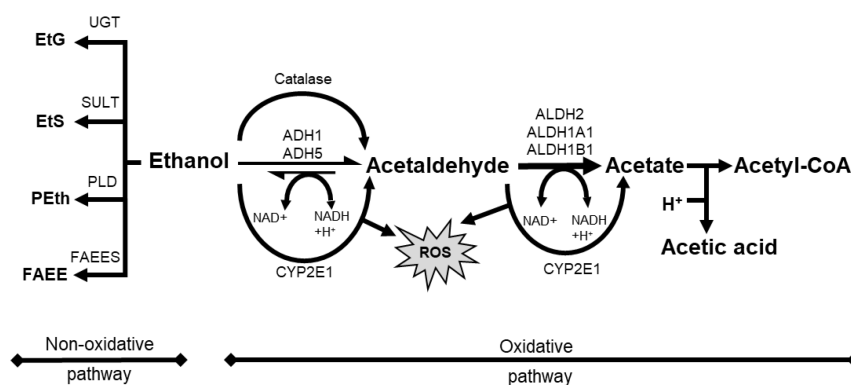 UGT
EtG
SULT
EtS
PLD
PEth
FAEES
FAEE
Ethanol
Catalase
ADH1
ADH5
NAD+
NADH
+H⁺
CYP2E1
Acetaldehyde
ROS
ALDH2
ALDH1A1
ALDH1B1
NAD+
NADH
+H⁺
CYP2E1
Acetate
Acetyl-CoA
H⁺
Acetic acid
Non-oxidative
pathway
Oxidative
pathway